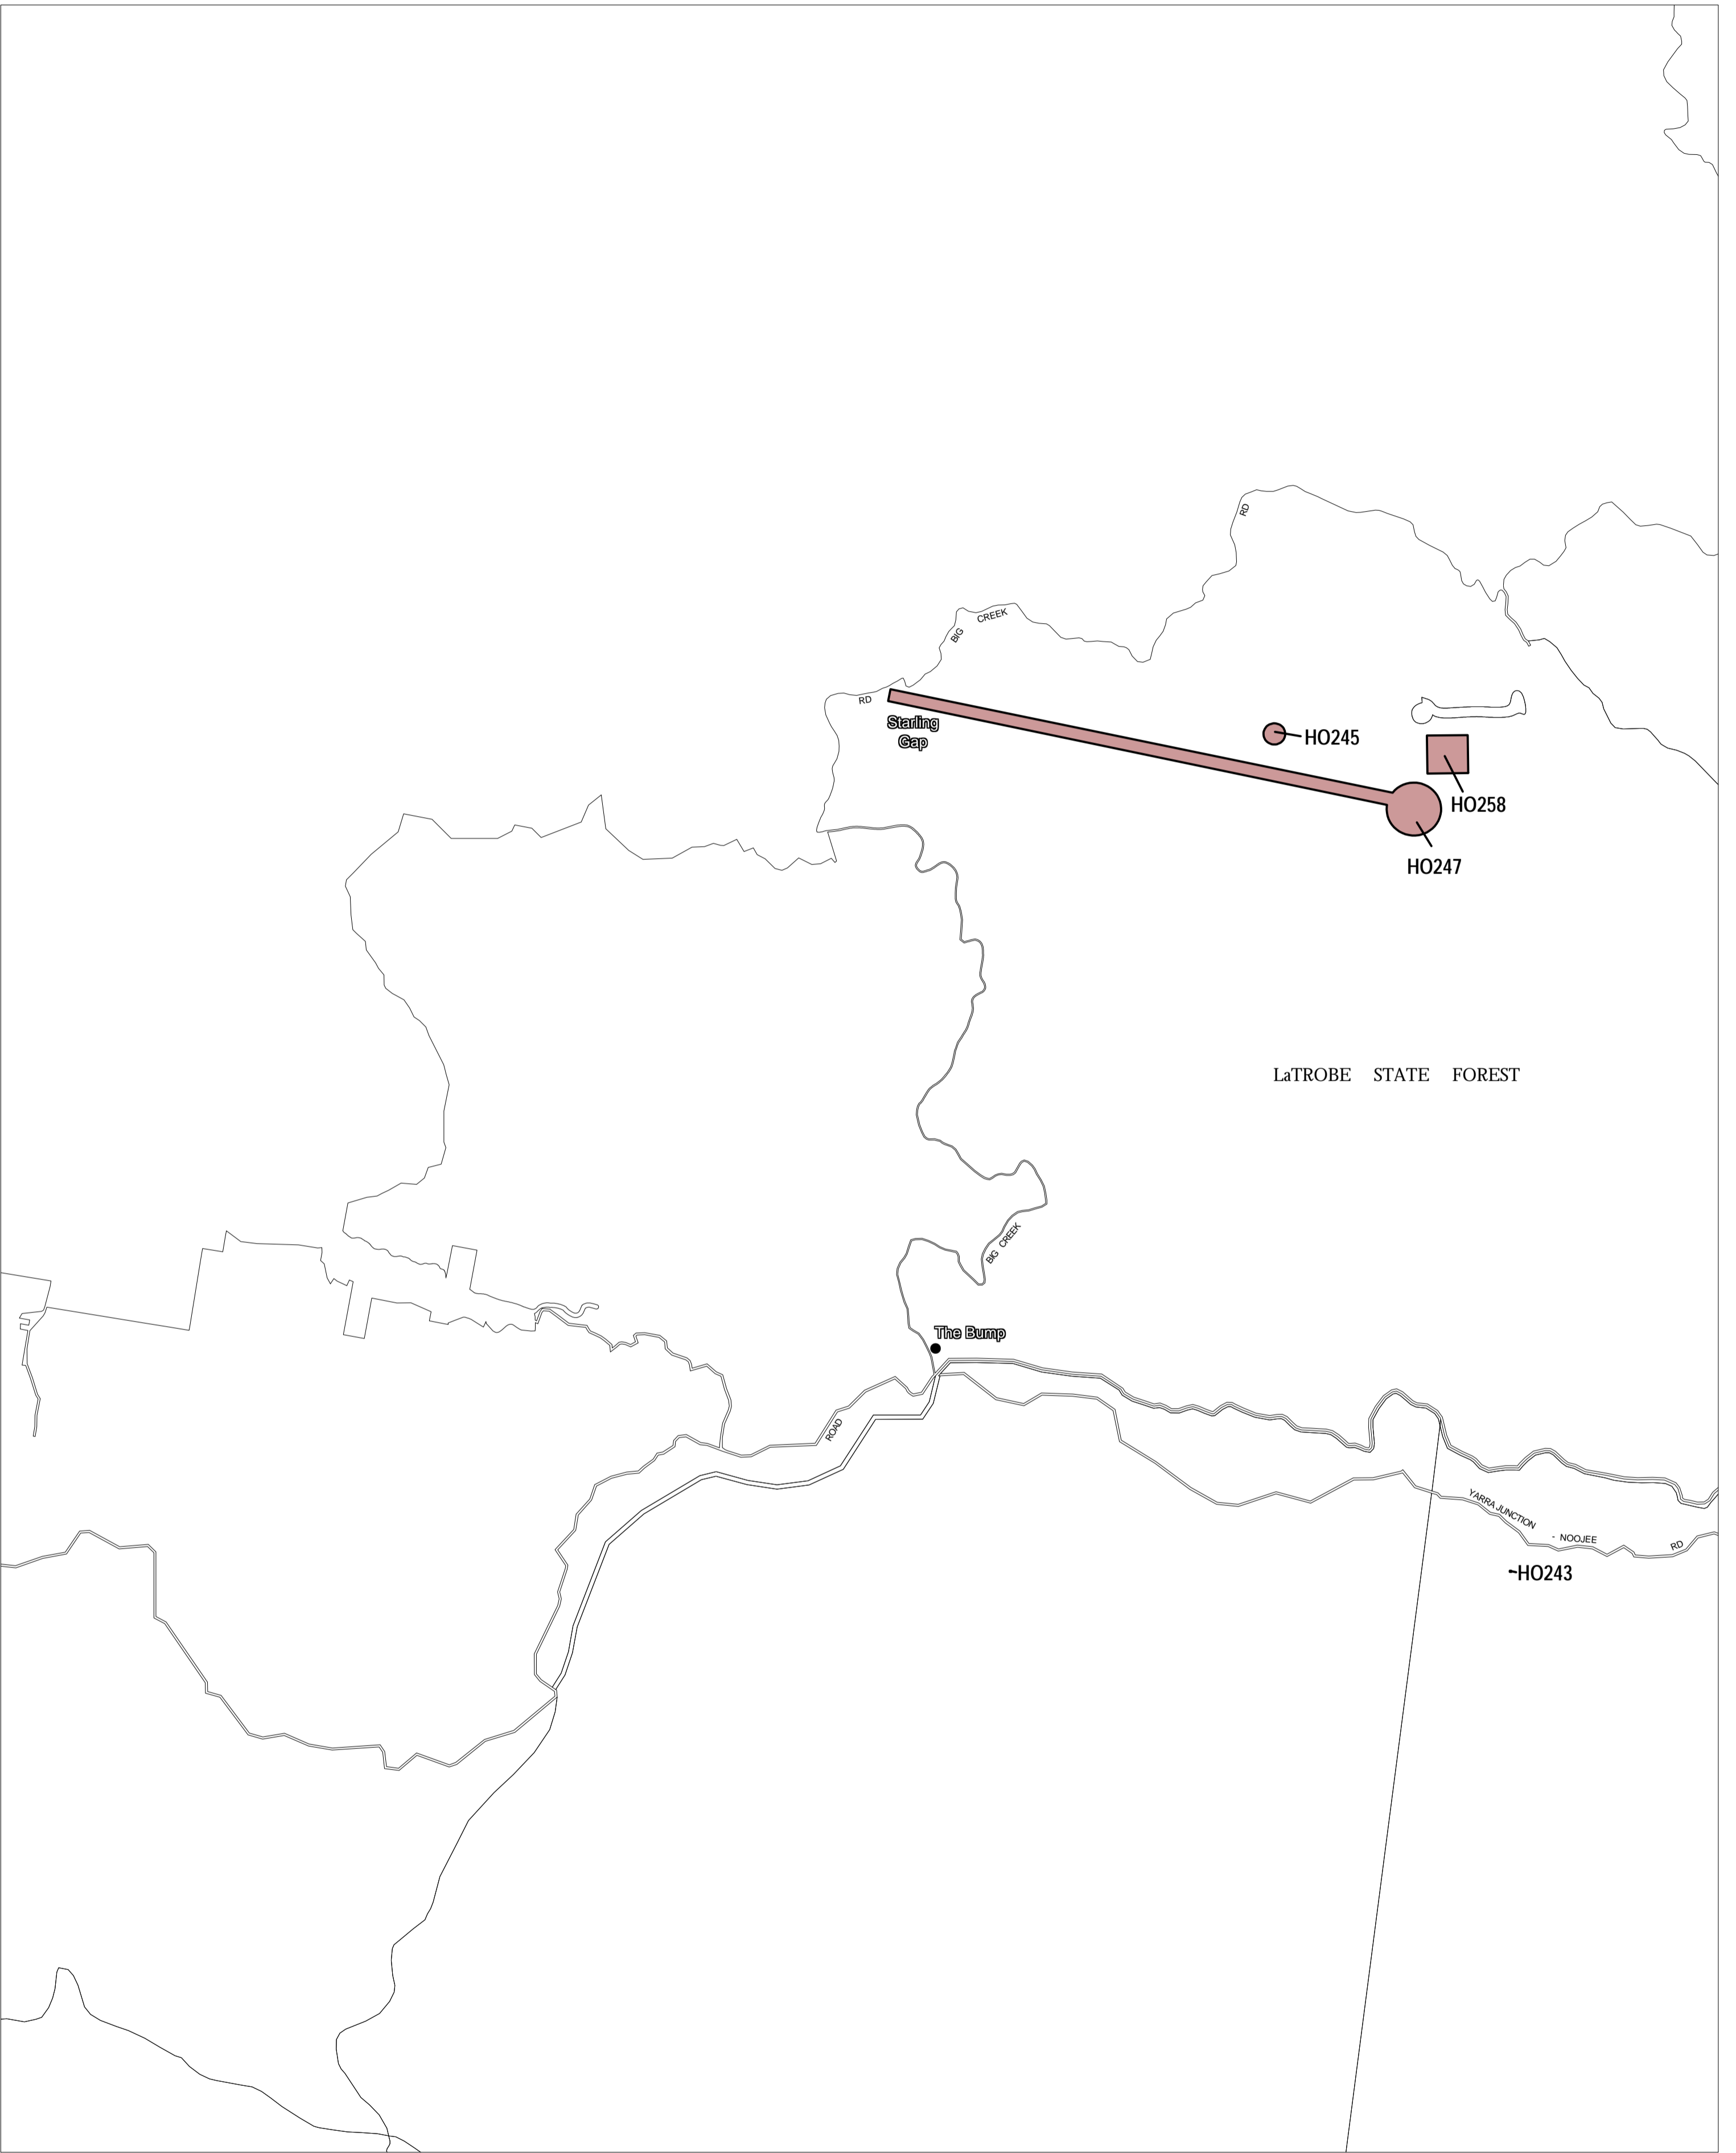 RD
BIG
CREEK
RD
Starling
Gap
HO245
HO258
HO247
LaTROBE STATE FOREST
BIG CREEK
The Bump
ROAD
YARRA JUNCTION
- NOOJEE
RD
HO243